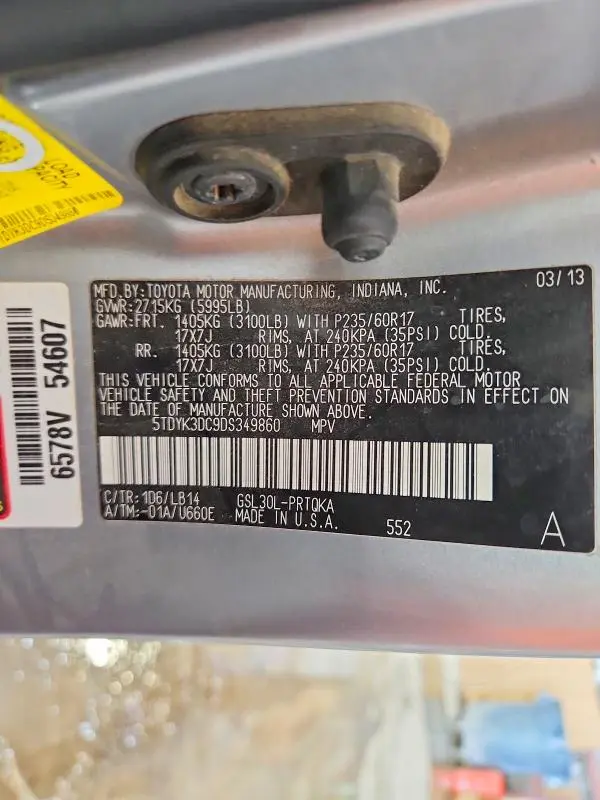 LOAD
MFD. BY: TOYOTA MOTOR MANUFACTURING, INDIANA, INC. 03/13
GVWR: 2715KG (5995LB)
GAWR: FRT. 1405KG (3100LB) WITH P235/60R17 TIRES,
17X7J RIMS, AT 240KPA (35PSI) COLD.
RR. 1405KG (3100LB) WITH P235/60R17 TIRES,
17X7J RIMS, AT 240KPA (35PSI) COLD.
THIS VEHICLE CONFORMS TO ALL APPLICABLE FEDERAL MOTOR
VEHICLE SAFETY AND THEFT PREVENTION STANDARDS IN EFFECT ON
THE DATE OF MANUFACTURE SHOWN ABOVE.
5TDYK3DC9DS349860 MPV
C/TR: 1D6/LB14 GSL30L-PRTQKA
A/TM: -01A/U660E MADE IN U.S.A. 552 A
6578V 54607